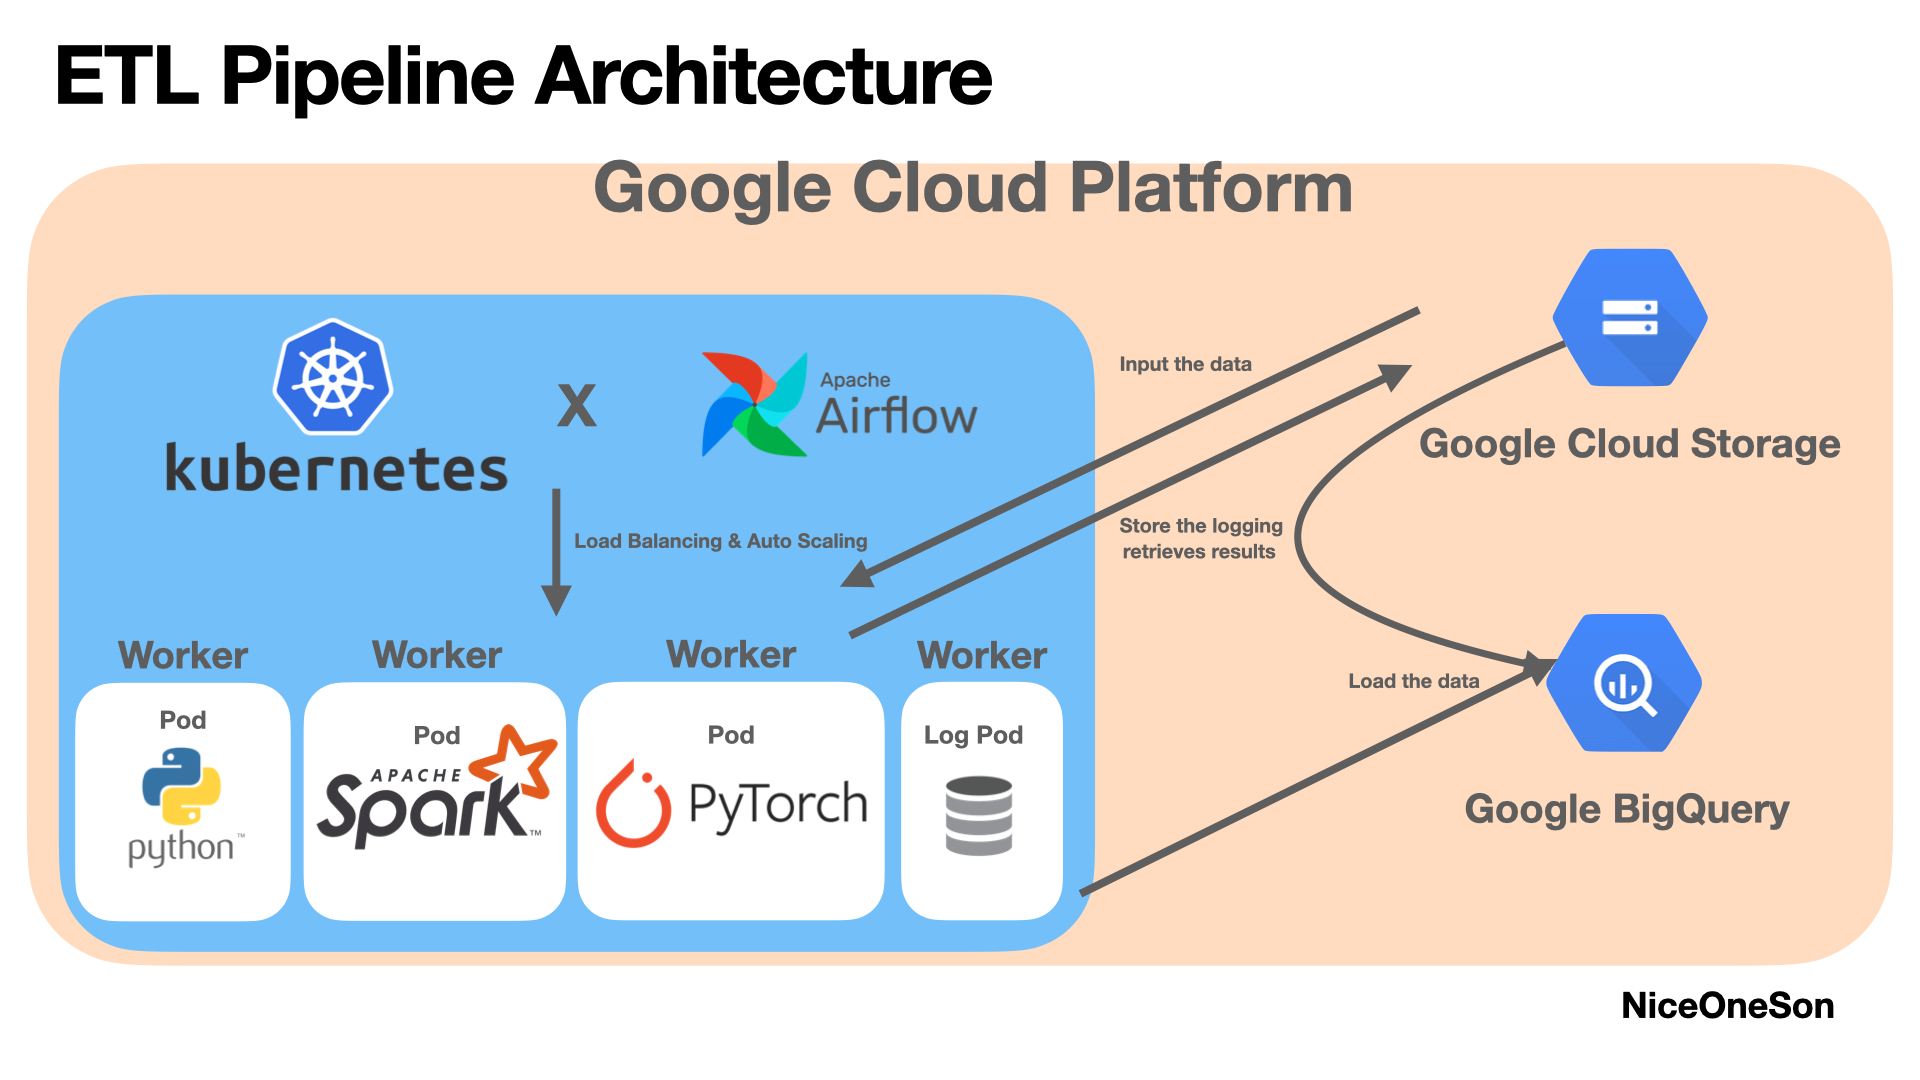 ETL Pipeline Architecture
Google Cloud Platform
kubernetes
X
Apache
Airflow
Input the data
Google Cloud Storage
Load Balancing & Auto Scaling
Store the logging
retrieves results
Worker
Worker
Worker
Worker
Load the data
Pod
python™
Pod
APACHE
Spark™
Pod
PyTorch
Log Pod
Google BigQuery
NiceOneSon